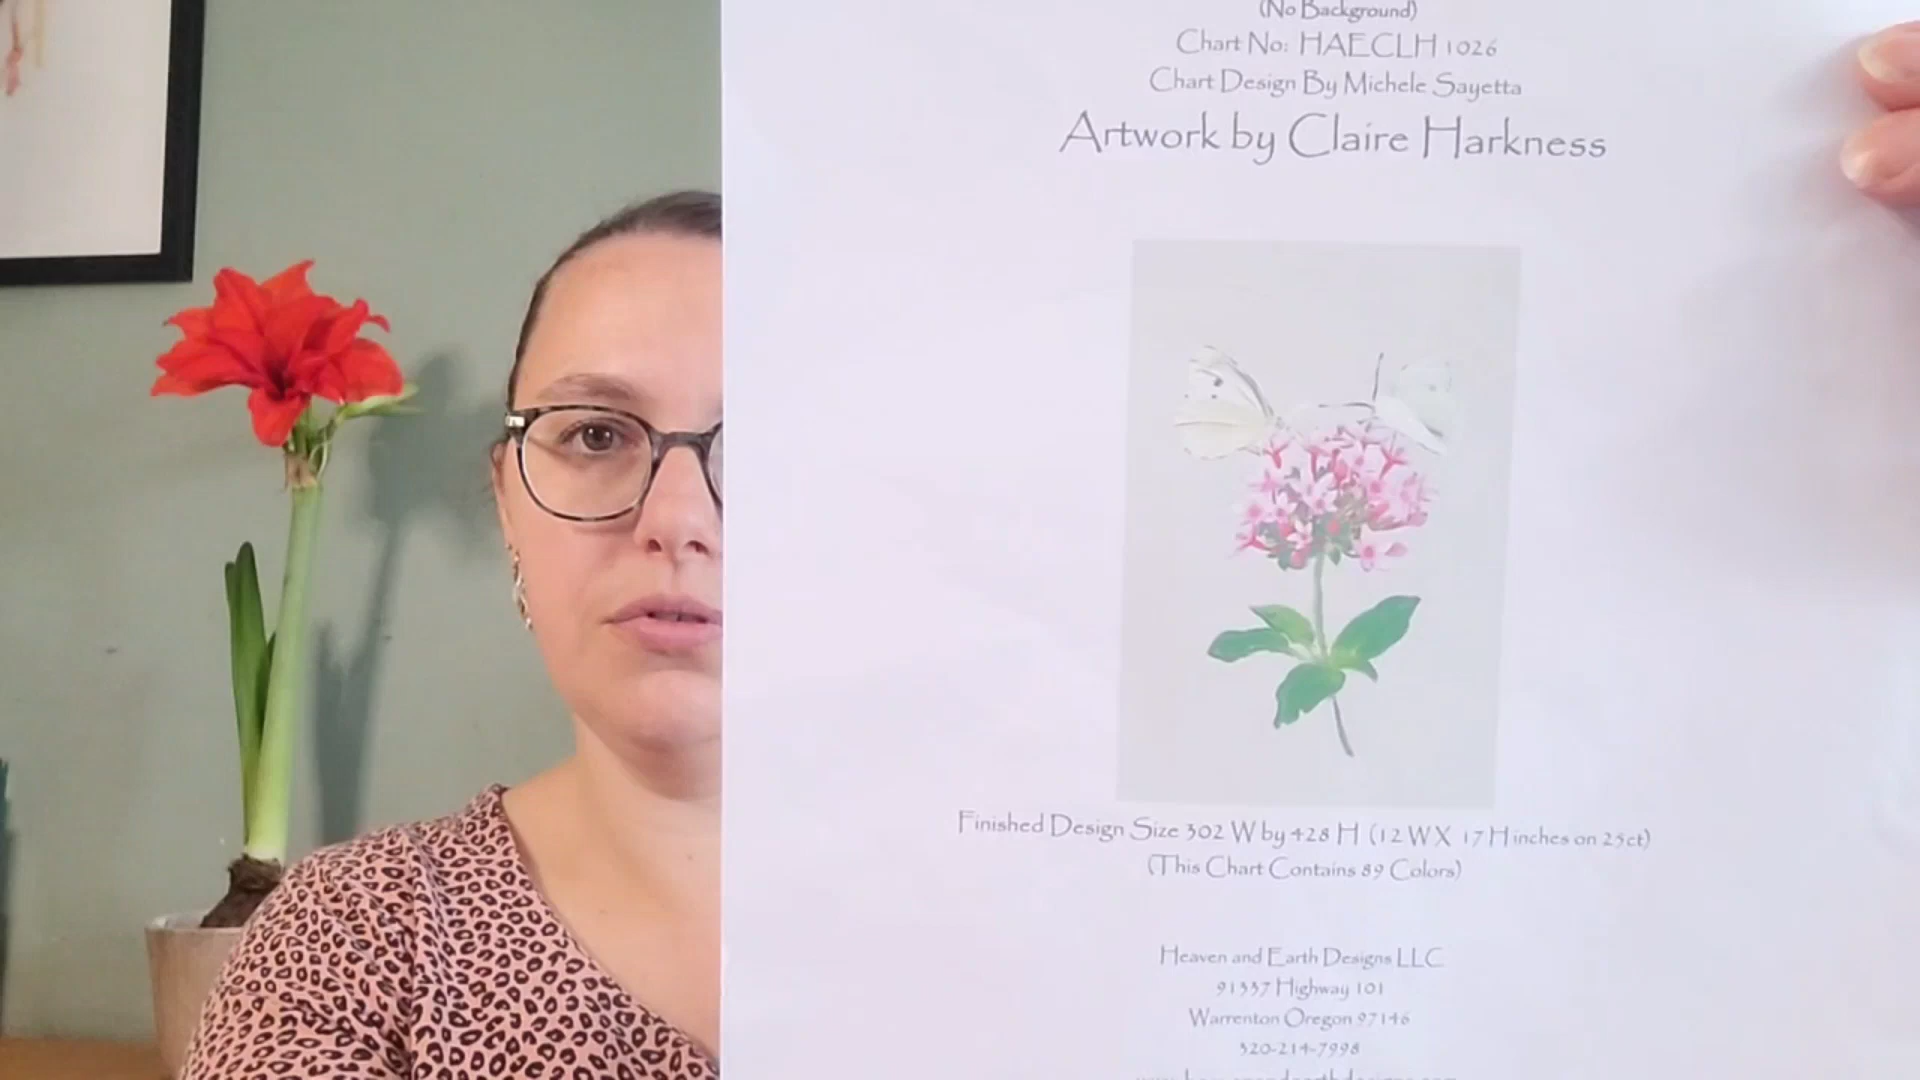 (No Background)
Chart No: HAECLH 1026
Chart Design By Michele Sayetta
Artwork by Claire Harkness
Finished Design Size 302 W by 428 H (12 W X 17 H inches on 25ct)
(This Chart Contains 89 Colors)
Heaven and Earth Designs LLC
91337 Highway 101
Warrenton Oregon 97146
320-214-7998